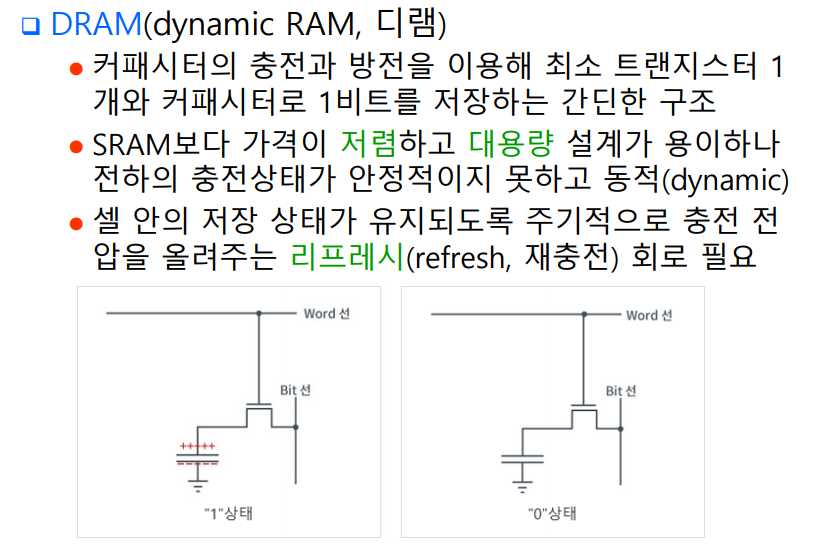 ❑ DRAM(dynamic RAM, 디램)
● 커패시터의 충전과 방전을 이용해 최소 트랜지스터 1
개와 커패시터로 1비트를 저장하는 간딘한 구조
● SRAM보다 가격이 저렴하고 대용량 설계가 용이하나
전하의 충전상태가 안정적이지 못하고 동적(dynamic)
● 셀 안의 저장 상태가 유지되도록 주기적으로 충전 전
압을 올려주는 리프레시(refresh, 재충전) 회로 필요
Word 선
Bit 선
+++++
"1"상태
Word 선
Bit 선
"0"상태